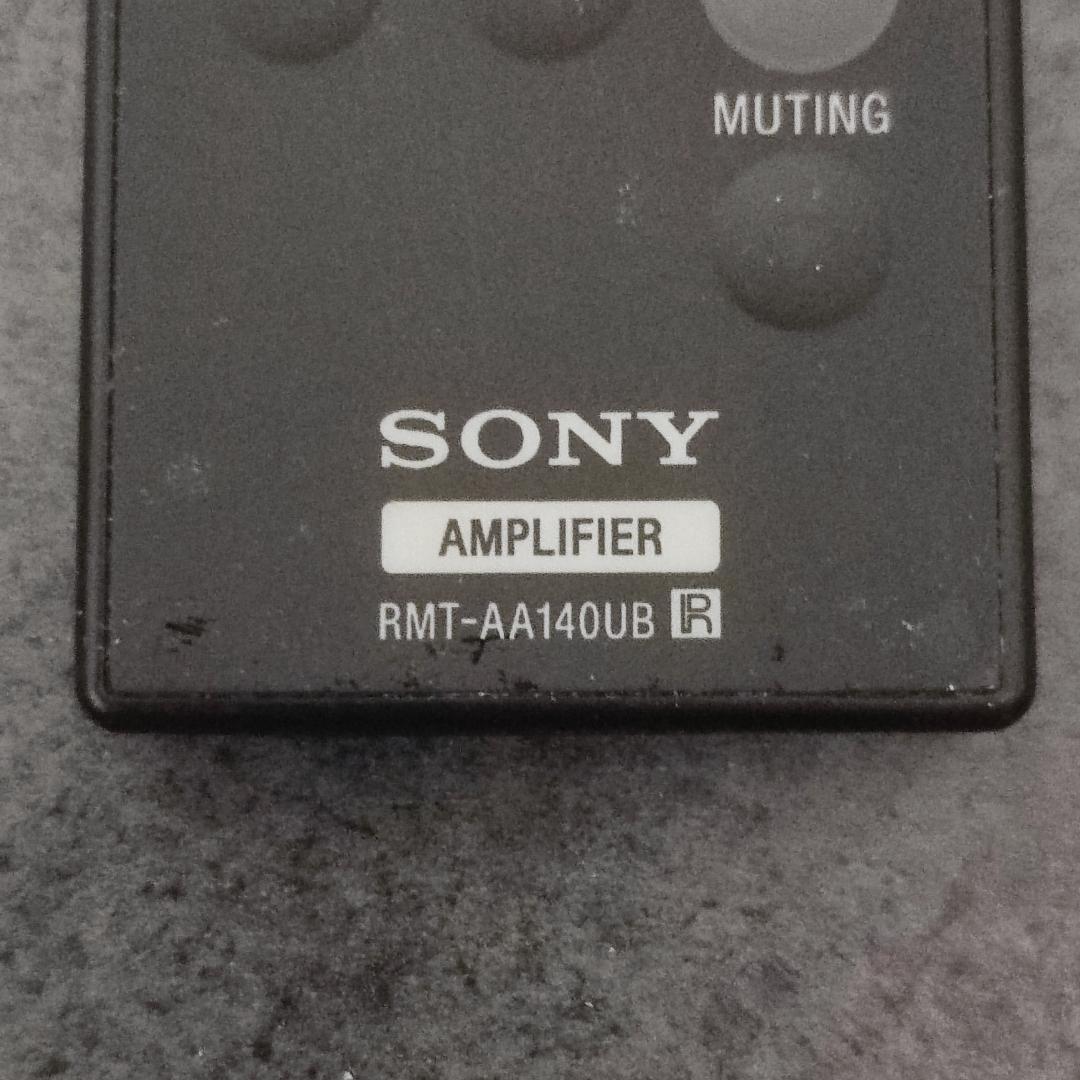 MUTING
SONY
AMPLIFIER
RMT-AA140UB R